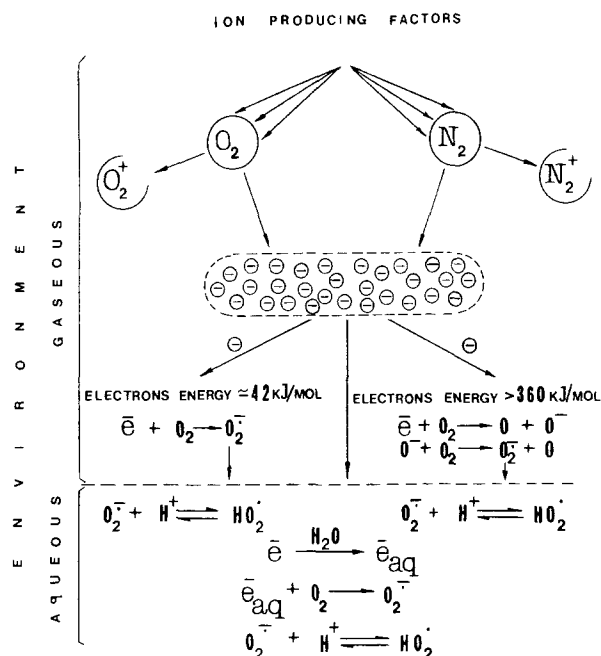 ION PRODUCING FACTORS
O₂ N₂
O₂⁺ N₂⁺
⊖ ⊖ ⊖ ⊖ ⊖ ⊖ ⊖ ⊖ ⊖
⊖ ⊖ ⊖ ⊖ ⊖ ⊖ ⊖ ⊖ ⊖ ⊖
⊖ ⊖ ⊖ ⊖ ⊖ ⊖ ⊖ ⊖ ⊖
⊖ ⊖
ELECTRONS ENERGY ≃42 KJ/MOL
ē + O₂ → O₂•̄
ELECTRONS ENERGY >360 KJ/MOL
ē + O₂ → O + O⁻
O⁻ + O₂ → O₂•̄ + O
O₂•̄ + H⁺ ⇌ HO₂•
O₂•̄ + H⁺ ⇌ HO₂•
H₂O
ē → ēaq
ēaq + O₂ → O₂•̄
O₂•̄ + H⁺ ⇌ HO₂•
ENVIRONMENT
GASEOUS
AQUEOUS